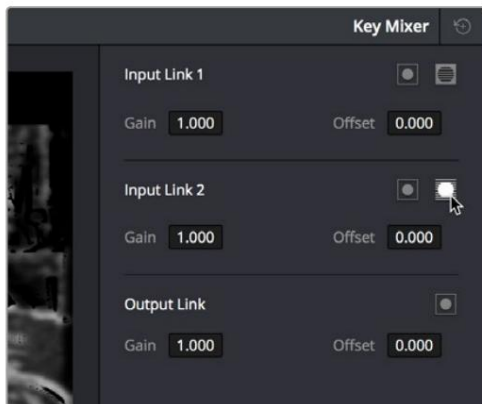 Key Mixer
Input Link 1
Gain 1.000 Offset 0.000
Input Link 2
Gain 1.000 Offset 0.000
Output Link
Gain 1.000 Offset 0.000